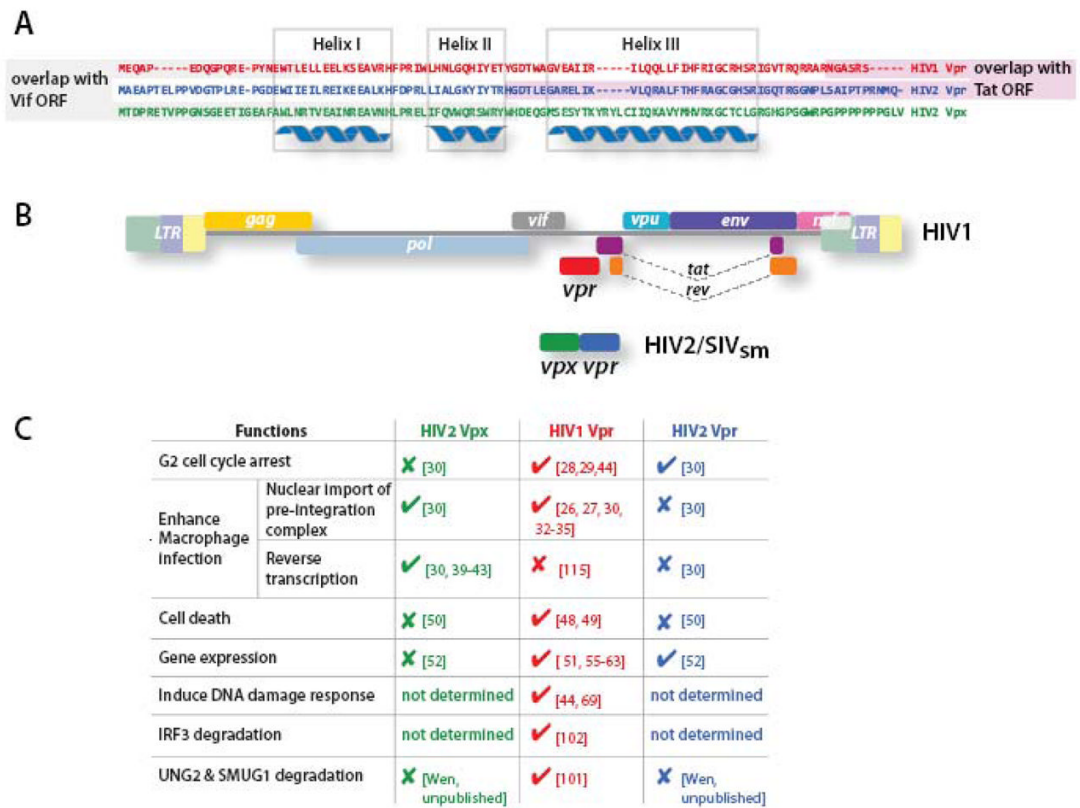 A
Helix I Helix II Helix III
overlap with
Vif ORF
MEQAP-----EDQGPQRE-PYNEWTLELLEELKSEAVRHFPRIWLHNLGQHIYETYGDTWAGVEAIIR-----ILQQLLFIHFRIGCRHSRIGVTRQRRARNGASRS----- HIV1 Vpr
MAEAPTELPPVDGTPLRE-PGDEWIIEILREIKEEALKHFDPRLLIALGKYIYTRHGDTLEGARELIK-----VLQRALFTHFRAGCGHSRIGQTRGGNPLSAIPTPRNMQ- HIV2 Vpr
MTDPRETVPPGNSGEETIGEAFAWLNRTVEAINREAVNHLPRELIFQVWQRSWRYWHDEQGMSESYTKYRYLCIIQKAVYMHVRKGCTCLGRGHGPGGWRPGPPPPPPPGLV HIV2 Vpx
overlap with
Tat ORF
B
LTR gag pol vif vpu env nef LTR HIV1
tat
rev
vpr
HIV2/SIVsm
vpx vpr
C
Functions HIV2 Vpx HIV1 Vpr HIV2 Vpr
G2 cell cycle arrest ✘ [30] ✔ [28,29,44] ✔ [30]
Enhance
Macrophage
infection
Nuclear import of
pre-integration
complex
✔ [30] ✔ [26, 27, 30,
32-35]
✘ [30]
Reverse
transcription
✔ [30, 39-43] ✘ [115] ✘ [30]
Cell death ✘ [50] ✔ [48, 49] ✘ [50]
Gene expression ✘ [52] ✔ [ 51, 55-63] ✔ [52]
Induce DNA damage response not determined ✔ [44, 69] not determined
IRF3 degradation not determined ✔ [102] not determined
UNG2 & SMUG1 degradation ✘ [Wen,
unpublished]
✔ [101] ✘ [Wen,
unpublished]